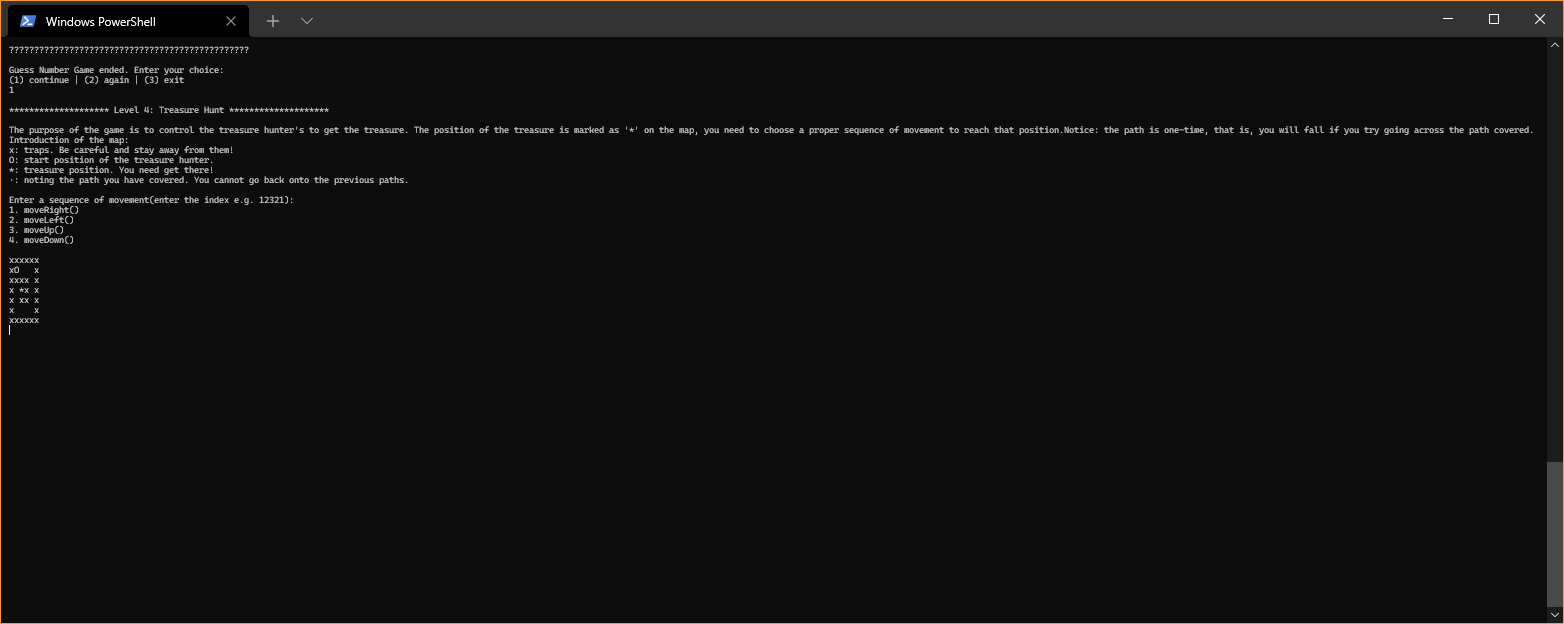 Windows PowerShell
????????????????????????????????????????????????
Guess Number Game ended. Enter your choice:
(1) continue | (2) again | (3) exit
1
******************** Level 4: Treasure Hunt ********************
The purpose of the game is to control the treasure hunter's to get the treasure. The position of the treasure is marked as '*' on the map, you need to choose a proper sequence of movement to reach that position.Notice: the path is one-time, that is, you will fall if you try going across the path covered.
Introduction of the map:
x: traps. Be careful and stay away from them!
O: start position of the treasure hunter.
*: treasure position. You need get there!
·: noting the path you have covered. You cannot go back onto the previous paths.
Enter a sequence of movement(enter the index e.g. 12321):
1. moveRight()
2. moveLeft()
3. moveUp()
4. moveDown()
xxxxxx
xO   x
xxxx x
x *x x
x xx x
x    x
xxxxxx